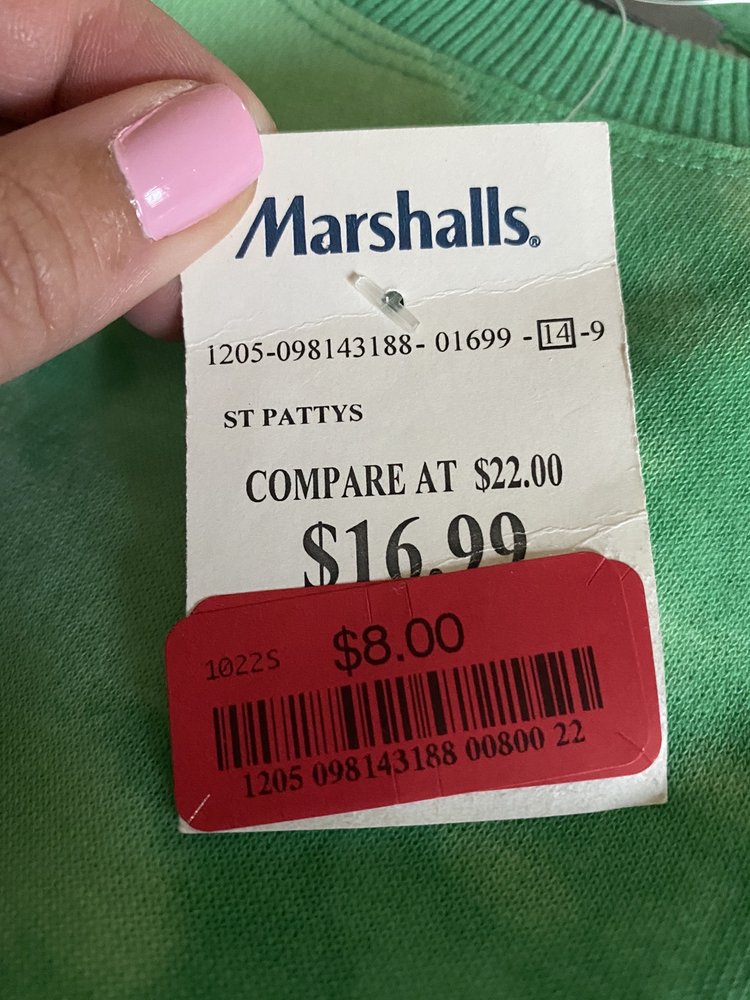 Marshalls®
1205-098143188- 01699 -14-9
ST PATTYS
COMPARE AT $22.00
$16.99
1022S $8.00
1205 098143188 00800 22